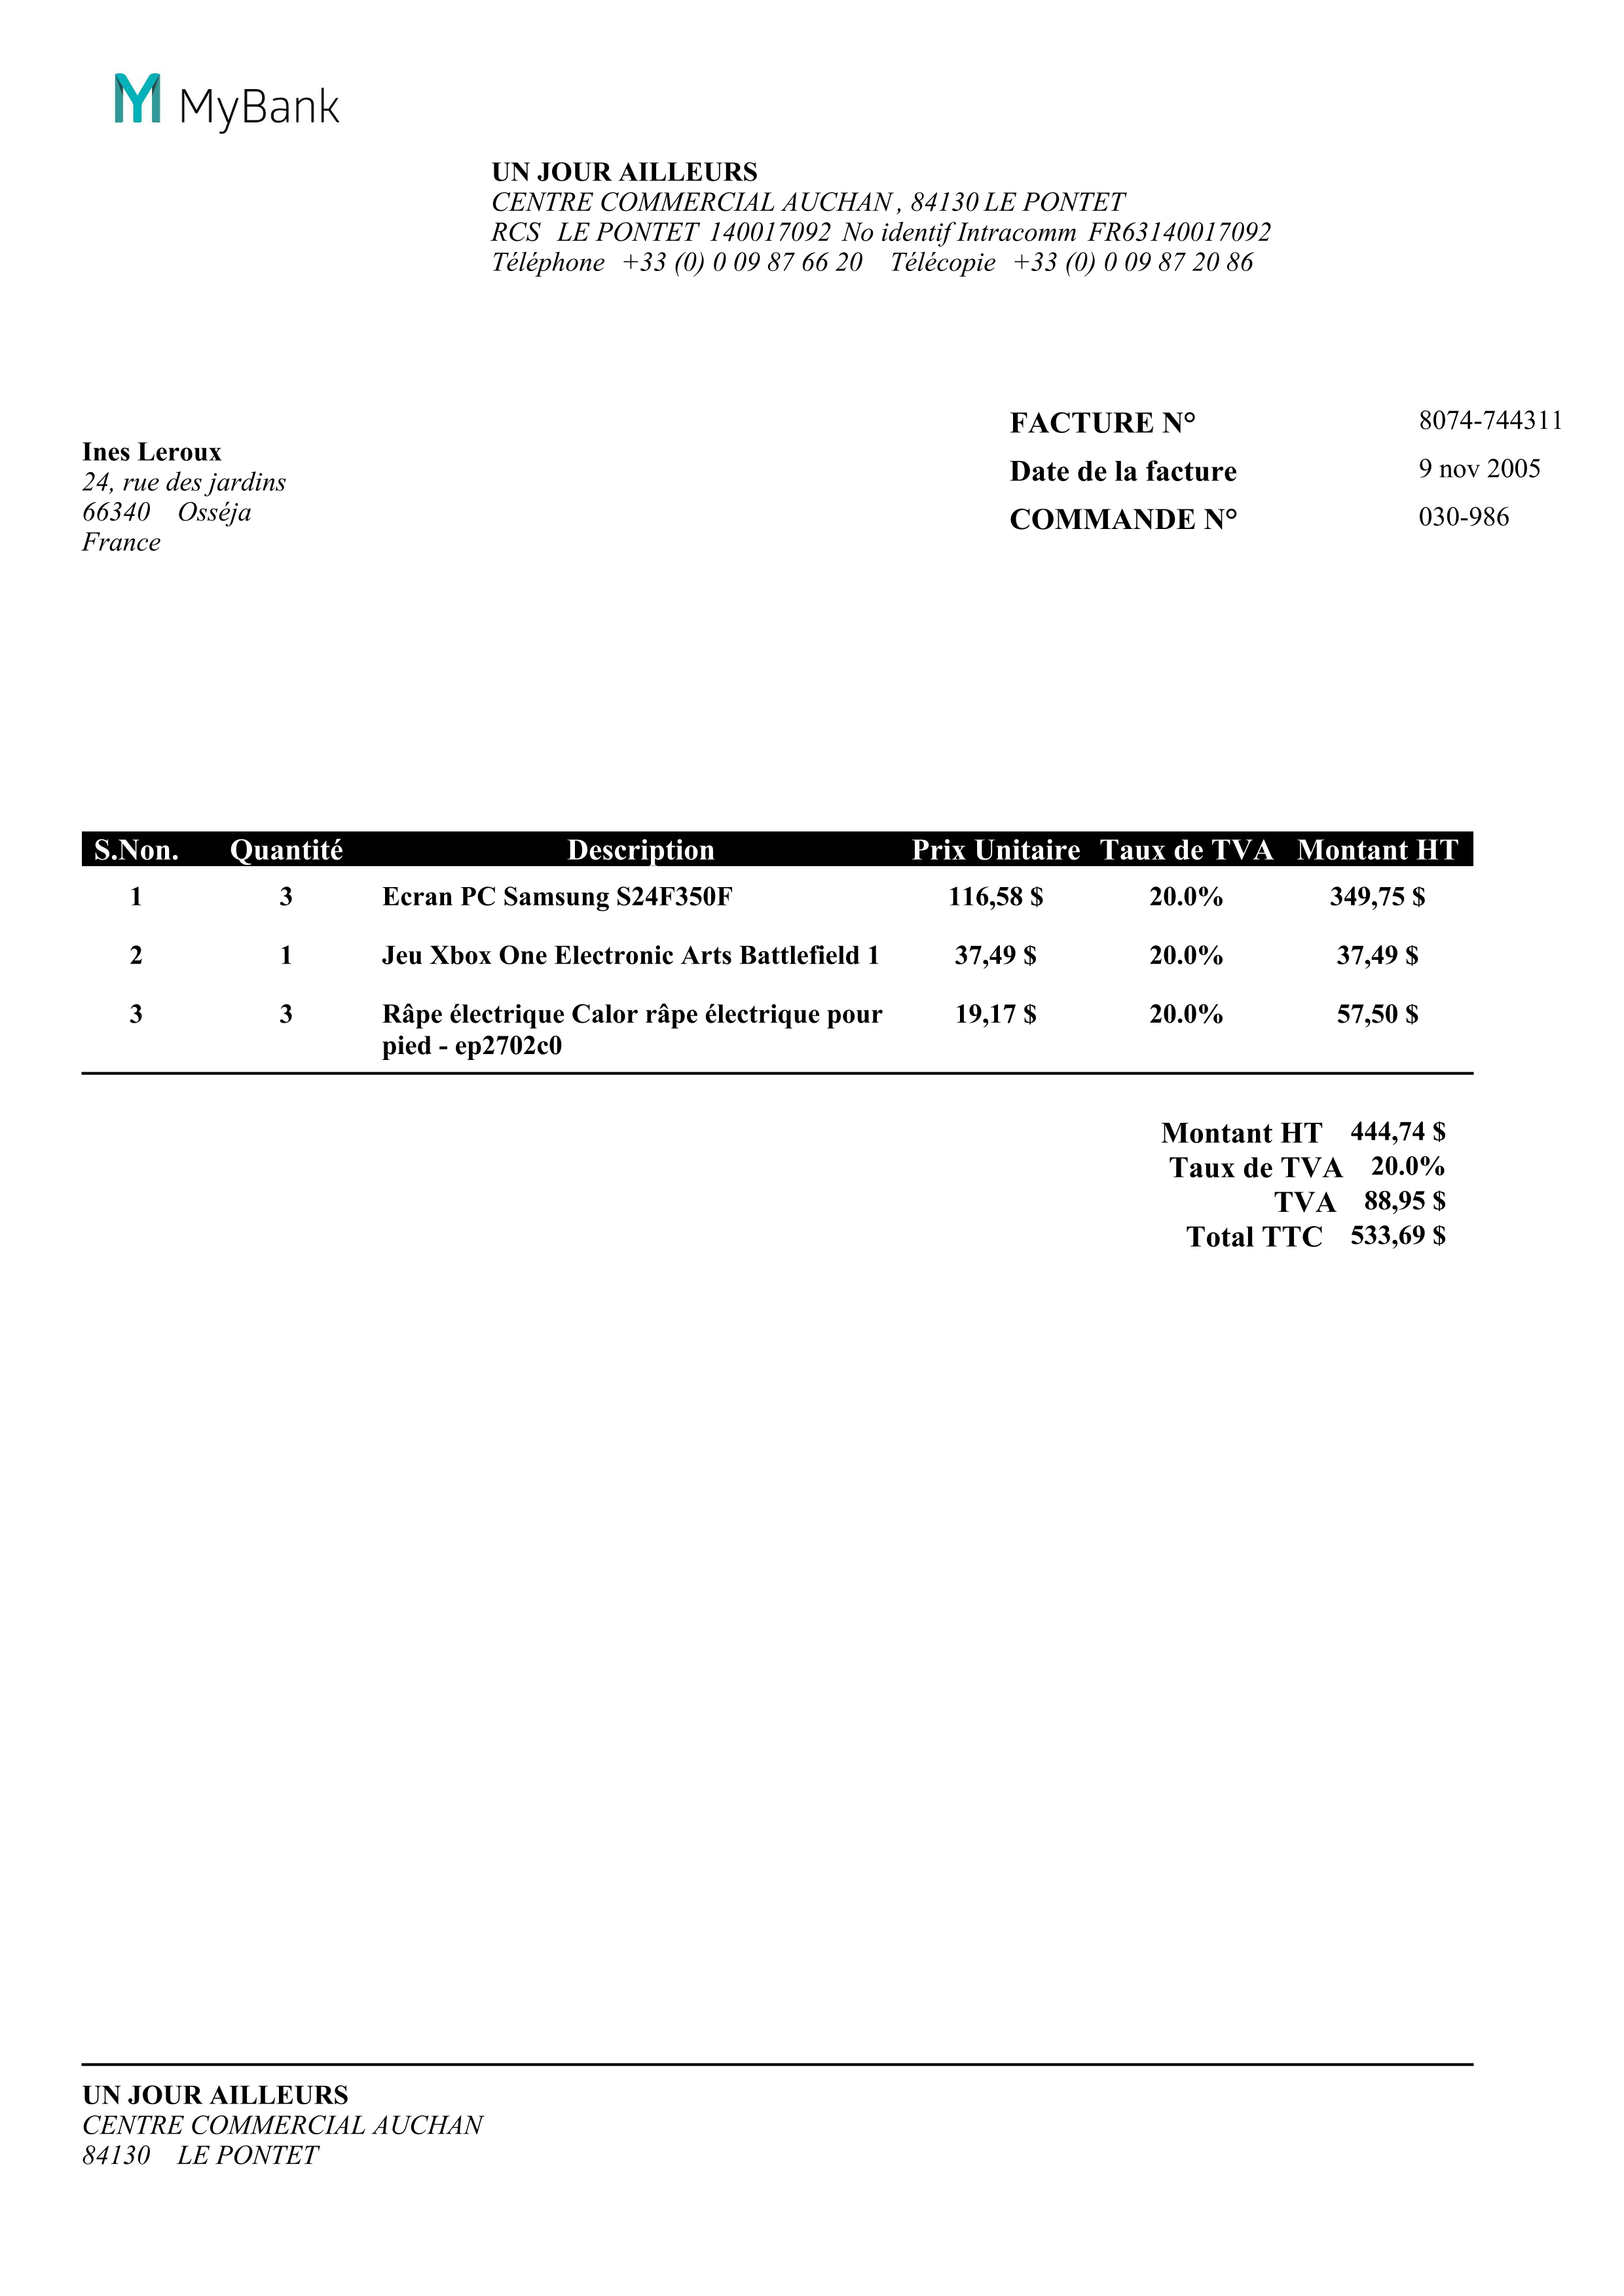 MyBank
UN JOUR AILLEURS
CENTRE COMMERCIAL AUCHAN , 84130 LE PONTET
RCS LE PONTET 140017092 No identif Intracomm FR63140017092
Téléphone +33 (0) 0 09 87 66 20 Télécopie +33 (0) 0 09 87 20 86
FACTURE N° 8074-744311
Date de la facture 9 nov 2005
COMMANDE N° 030-986
Ines Leroux
24, rue des jardins
66340 Osséja
France
S.Non. Quantité Description Prix Unitaire Taux de TVA Montant HT
1 3 Ecran PC Samsung S24F350F 116,58 $ 20.0% 349,75 $
2 1 Jeu Xbox One Electronic Arts Battlefield 1 37,49 $ 20.0% 37,49 $
3 3 Râpe électrique Calor râpe électrique pour 19,17 $ 20.0% 57,50 $
pied - ep2702c0
Montant HT 444,74 $
Taux de TVA 20.0%
TVA 88,95 $
Total TTC 533,69 $
UN JOUR AILLEURS
CENTRE COMMERCIAL AUCHAN
84130 LE PONTET